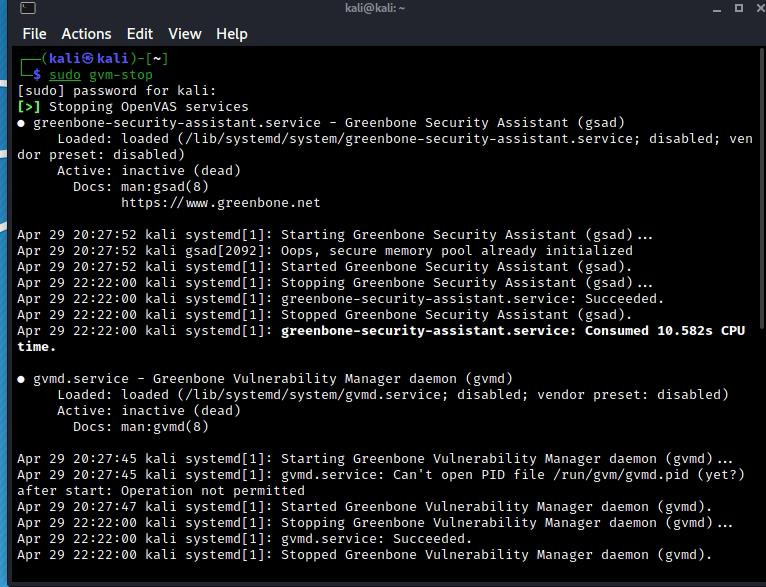 kali@kali: ~
File Actions Edit View Help
┌──(kali㉿kali)-[~]
└─$ sudo gvm-stop
[sudo] password for kali:
[>] Stopping OpenVAS services
● greenbone-security-assistant.service - Greenbone Security Assistant (gsad)
Loaded: loaded (/lib/systemd/system/greenbone-security-assistant.service; disabled; ven
dor preset: disabled)
Active: inactive (dead)
Docs: man:gsad(8)
https://www.greenbone.net
Apr 29 20:27:52 kali systemd[1]: Starting Greenbone Security Assistant (gsad)...
Apr 29 20:27:52 kali gsad[2092]: Oops, secure memory pool already initialized
Apr 29 20:27:52 kali systemd[1]: Started Greenbone Security Assistant (gsad).
Apr 29 22:22:00 kali systemd[1]: Stopping Greenbone Security Assistant (gsad)...
Apr 29 22:22:00 kali systemd[1]: greenbone-security-assistant.service: Succeeded.
Apr 29 22:22:00 kali systemd[1]: Stopped Greenbone Security Assistant (gsad).
Apr 29 22:22:00 kali systemd[1]: greenbone-security-assistant.service: Consumed 10.582s CPU
time.
● gvmd.service - Greenbone Vulnerability Manager daemon (gvmd)
Loaded: loaded (/lib/systemd/system/gvmd.service; disabled; vendor preset: disabled)
Active: inactive (dead)
Docs: man:gvmd(8)
Apr 29 20:27:45 kali systemd[1]: Starting Greenbone Vulnerability Manager daemon (gvmd)...
Apr 29 20:27:45 kali systemd[1]: gvmd.service: Can't open PID file /run/gvm/gvmd.pid (yet?)
after start: Operation not permitted
Apr 29 20:27:47 kali systemd[1]: Started Greenbone Vulnerability Manager daemon (gvmd).
Apr 29 22:22:00 kali systemd[1]: Stopping Greenbone Vulnerability Manager daemon (gvmd)...
Apr 29 22:22:00 kali systemd[1]: gvmd.service: Succeeded.
Apr 29 22:22:00 kali systemd[1]: Stopped Greenbone Vulnerability Manager daemon (gvmd).